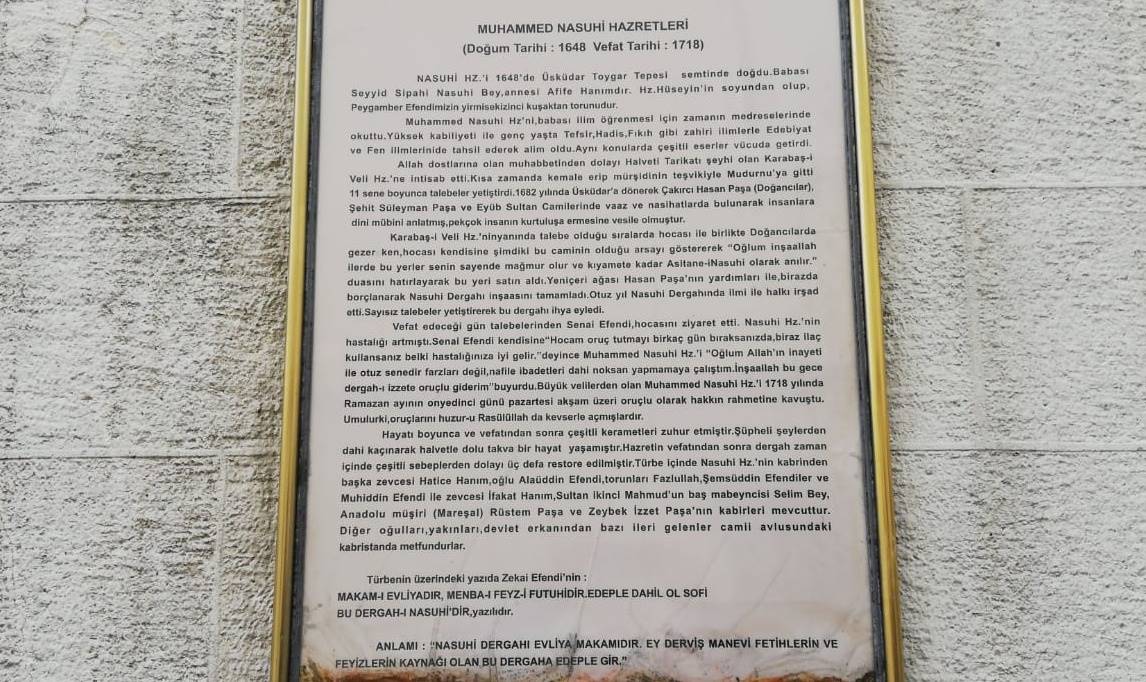 MUHAMMED NASUHİ HAZRETLERİ
(Doğum Tarihi : 1648 Vefat Tarihi : 1718)
NASUHİ HZ.'i 1648'de Üsküdar Toygar Tepesi semtinde doğdu.Babası
Seyyid Sipahi Nasuhi Bey,annesi Afife Hanımdır. Hz.Hüseyin'in soyundan olup,
Peygamber Efendimizin yirmisekizinci kuşaktan torunudur.
Muhammed Nasuhi Hz'ni,babası ilim öğrenmesi için zamanın medreselerinde
okuttu.Yüksek kabiliyeti ile genç yaşta Tefsir,Hadis,Fıkıh gibi zahiri ilimlerle Edebiyat
ve Fen ilimlerinide tahsil ederek alim oldu.Aynı konularda çeşitli eserler vücuda getirdi.
Allah dostlarına olan muhabbetinden dolayı Halveti Tarikatı şeyhi olan Karabaş-i
Veli Hz.'ne intisab etti.Kısa zamanda kemale erip mürşidinin teşvikiyle Mudurnu'ya gitti
11 sene boyunca talebeler yetiştirdi.1682 yılında Üsküdar'a dönerek Çakırcı Hasan Paşa (Doğancılar),
Şehit Süleyman Paşa ve Eyüb Sultan Camilerinde vaaz ve nasihatlarda bulunarak insanlara
dini mübini anlatmış,pekçok insanın kurtuluşa ermesine vesile olmuştur.
Karabaş-i Veli Hz.'ninyanında talebe olduğu sıralarda hocası ile birlikte Doğancılarda
gezer ken,hocası kendisine şimdiki bu caminin olduğu arsayı göstererek "Oğlum inşaallah
ilerde bu yerler senin sayende mağmur olur ve kıyamete kadar Asitane-iNasuhi olarak anılır."
duasını hatırlayarak bu yeri satın aldı.Yeniçeri ağası Hasan Paşa'nın yardımları ile,birazda
borçlanarak Nasuhi Dergahı inşaasını tamamladı.Otuz yıl Nasuhi Dergahında ilmi ile halkı irşad
etti.Sayısız talebeler yetiştirerek bu dergahı ihya eyledi.
Vefat edeceği gün talebelerinden Senai Efendi,hocasını ziyaret etti. Nasuhi Hz.'nin
hastalığı artmıştı.Senai Efendi kendisine"Hocam oruç tutmayı birkaç gün bıraksanızda,biraz ilaç
kullansanız belki hastalığınıza iyi gelir."deyince Muhammed Nasuhi Hz.'i "Oğlum Allah'ın inayeti
ile otuz senedir farzları değil,nafile ibadetleri dahi noksan yapmamaya çalıştım.İnşaallah bu gece
dergah-ı izzete oruçlu giderim"buyurdu.Büyük velilerden olan Muhammed Nasuhi Hz.'i 1718 yılında
Ramazan ayının onyedinci günü pazartesi akşam üzeri oruçlu olarak hakkın rahmetine kavuştu.
Umulurki,oruçlarını huzur-u Rasülüllah da kevserle açmışlardır.
Hayatı boyunca ve vefatından sonra çeşitli kerametleri zuhur etmiştir.Şüpheli şeylerden
dahi kaçınarak halvetle dolu takva bir hayat yaşamıştır.Hazretin vefatından sonra dergah zaman
içinde çeşitli sebeplerden dolayı üç defa restore edilmiştir.Türbe içinde Nasuhi Hz.'nin kabrinden
başka zevcesi Hatice Hanım,oğlu Alaüddin Efendi,torunları Fazlullah,Şemsüddin Efendiler ve
Muhiddin Efendi ile zevcesi İfakat Hanım,Sultan ikinci Mahmud'un baş mabeyncisi Selim Bey,
Anadolu müşiri (Mareşal) Rüstem Paşa ve Zeybek İzzet Paşa'nın kabirleri mevcuttur.
Diğer oğulları,yakınları,devlet erkanından bazı ileri gelenler camii avlusundaki
kabristanda metfundurlar.
Türbenin üzerindeki yazıda Zekai Efendi'nin :
MAKAM-I EVLİYADIR, MENBA-I FEYZ-İ FUTUHİDİR.EDEPLE DAHİL OL SOFİ
BU DERGAH-I NASUHİ'DİR,yazılıdır.
ANLAMI : "NASUHİ DERGAHI EVLİYA MAKAMIDIR. EY DERVİŞ MANEVİ FETİHLERİN VE
FEYİZLERİN KAYNAĞI OLAN BU DERGAHA EDEPLE GİR."